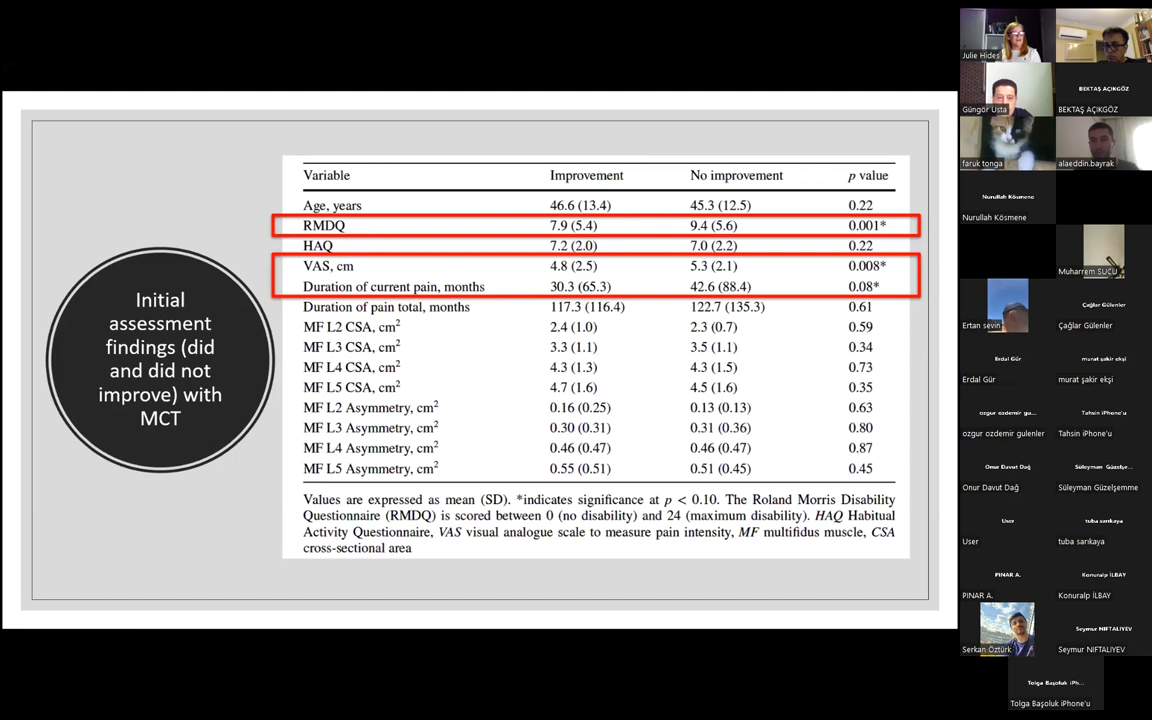 Initial
assessment
findings (did
and did not
improve) with
MCT
Variable Improvement No improvement p value
Age, years 46.6 (13.4) 45.3 (12.5) 0.22
RMDQ 7.9 (5.4) 9.4 (5.6) 0.001*
HAQ 7.2 (2.0) 7.0 (2.2) 0.22
VAS, cm 4.8 (2.5) 5.3 (2.1) 0.008*
Duration of current pain, months 30.3 (65.3) 42.6 (88.4) 0.08*
Duration of pain total, months 117.3 (116.4) 122.7 (135.3) 0.61
MF L2 CSA, cm² 2.4 (1.0) 2.3 (0.7) 0.59
MF L3 CSA, cm² 3.3 (1.1) 3.5 (1.1) 0.34
MF L4 CSA, cm² 4.3 (1.3) 4.3 (1.5) 0.73
MF L5 CSA, cm² 4.7 (1.6) 4.5 (1.6) 0.35
MF L2 Asymmetry, cm² 0.16 (0.25) 0.13 (0.13) 0.63
MF L3 Asymmetry, cm² 0.30 (0.31) 0.31 (0.36) 0.80
MF L4 Asymmetry, cm² 0.46 (0.47) 0.46 (0.47) 0.87
MF L5 Asymmetry, cm² 0.55 (0.51) 0.51 (0.45) 0.45
Values are expressed as mean (SD). *indicates significance at p < 0.10. The Roland Morris Disability
Questionnaire (RMDQ) is scored between 0 (no disability) and 24 (maximum disability). HAQ Habitual
Activity Questionnaire, VAS visual analogue scale to measure pain intensity, MF multifidus muscle, CSA
cross-sectional area
Julie Hides
BEKTAŞ AÇIKGÖZ
Güngör Usta BEKTAŞ AÇIKGÖZ
faruk tonga alaeddin.bayrak
Nurullah Kösmene
Nurullah Kösmene
Muharrem SUCU
Çağlar Gülenler
Ertan sevin Çağlar Gülenler
Erdal Gür murat şakir ekşi
Erdal Gür murat şakir ekşi
ozgur ozdemir gu... Tahsin iPhone'u
ozgur ozdemir gulenler Tahsin iPhone'u
Onur Davut Dağ Süleyman Güzelşe...
Onur Davut Dağ Süleyman Güzelşemme
User tuba sarıkaya
User tuba sarıkaya
PINAR A. Konuralp İLBAY
PINAR A. Konuralp İLBAY
Seymur NIFTALIYEV
Serkan Öztürk Seymur NIFTALIYEV
Tolga Başoluk iPh...
Tolga Başoluk iPhone'u